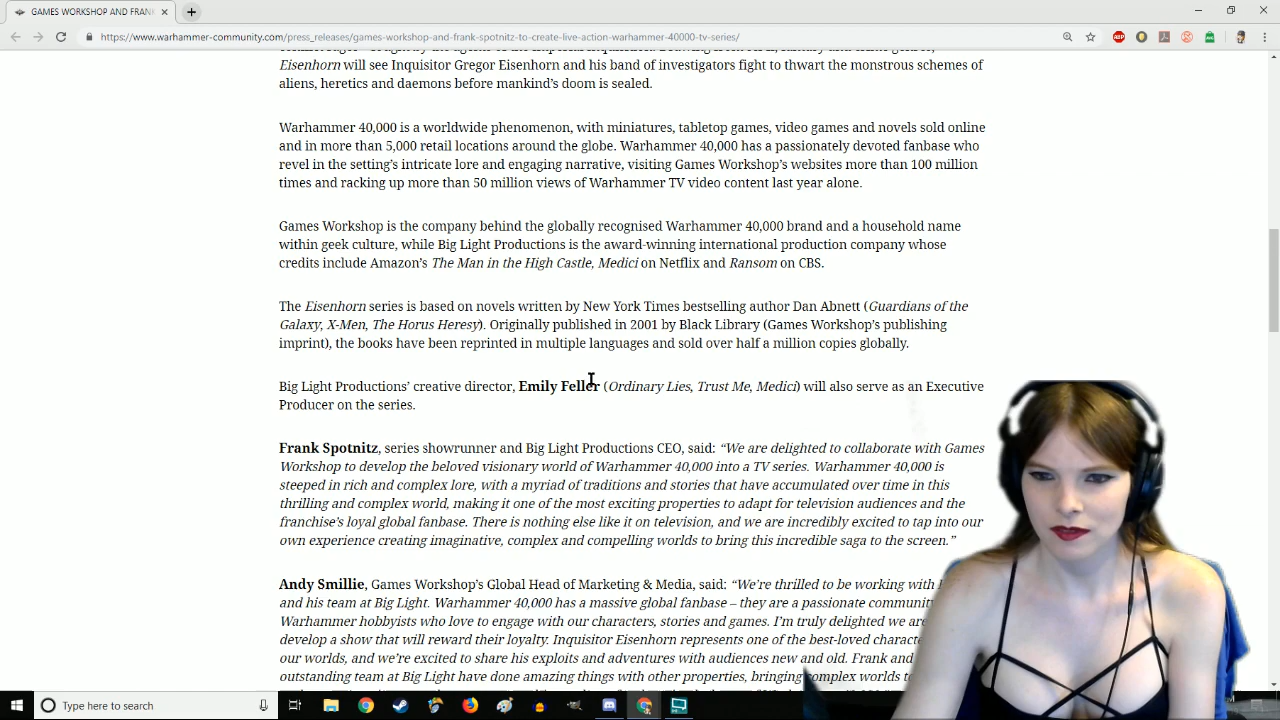 GAMES WORKSHOP AND FRANK
https://www.warhammer-community.com/press_releases/games-workshop-and-frank-spotnitz-to-create-live-action-warhammer-40000-tv-series/
Eisenhorn will see Inquisitor Gregor Eisenhorn and his band of investigators fight to thwart the monstrous schemes of
aliens, heretics and daemons before mankind’s doom is sealed.
Warhammer 40,000 is a worldwide phenomenon, with miniatures, tabletop games, video games and novels sold online
and in more than 5,000 retail locations around the globe. Warhammer 40,000 has a passionately devoted fanbase who
revel in the setting’s intricate lore and engaging narrative, visiting Games Workshop’s websites more than 100 million
times and racking up more than 50 million views of Warhammer TV video content last year alone.
Games Workshop is the company behind the globally recognised Warhammer 40,000 brand and a household name
within geek culture, while Big Light Productions is the award-winning international production company whose
credits include Amazon’s The Man in the High Castle, Medici on Netflix and Ransom on CBS.
The Eisenhorn series is based on novels written by New York Times bestselling author Dan Abnett (Guardians of the
Galaxy, X-Men, The Horus Heresy). Originally published in 2001 by Black Library (Games Workshop’s publishing
imprint), the books have been reprinted in multiple languages and sold over half a million copies globally.
Big Light Productions’ creative director, Emily Feller (Ordinary Lies, Trust Me, Medici) will also serve as an Executive
Producer on the series.
Frank Spotnitz, series showrunner and Big Light Productions CEO, said: “We are delighted to collaborate with Games
Workshop to develop the beloved visionary world of Warhammer 40,000 into a TV series. Warhammer 40,000 is
steeped in rich and complex lore, with a myriad of traditions and stories that have accumulated over time in this
thrilling and complex world, making it one of the most exciting properties to adapt for television audiences and the
franchise’s loyal global fanbase. There is nothing else like it on television, and we are incredibly excited to tap into our
own experience creating imaginative, complex and compelling worlds to bring this incredible saga to the screen.”
Andy Smillie, Games Workshop’s Global Head of Marketing & Media, said: “We’re thrilled to be working with
and his team at Big Light. Warhammer 40,000 has a massive global fanbase – they are a passionate community
Warhammer hobbyists who love to engage with our characters, stories and games. I’m truly delighted we are
develop a show that will reward their loyalty. Inquisitor Eisenhorn represents one of the best-loved
our worlds, and we’re excited to share his exploits and adventures with audiences new and old. Frank and
outstanding team at Big Light have done amazing things with other properties, bringing complex worlds
Type here to search